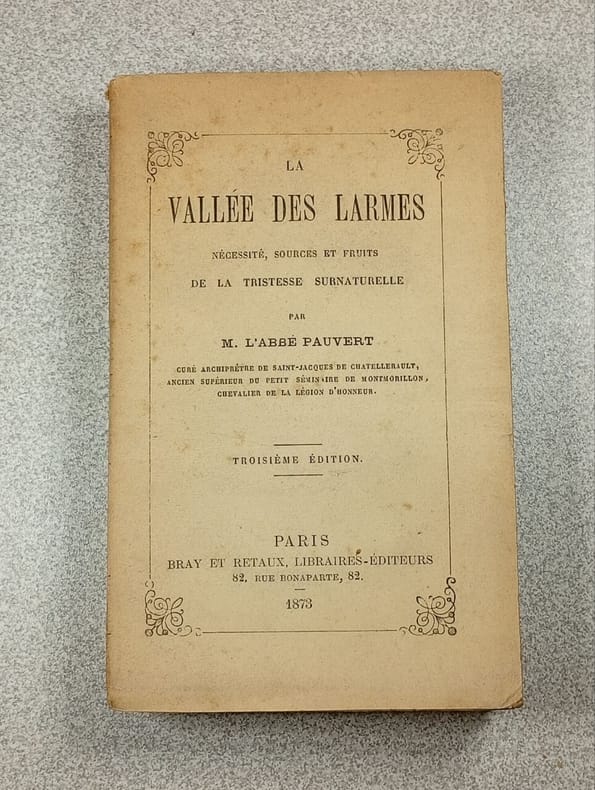 LA
VALLÉE DES LARMES
NÉCESSITÉ, SOURCES ET FRUITS
DE LA TRISTESSE SURNATURELLE
PAR
M. L'ABBÉ PAUVERT
CURÉ ARCHIPRÊTRE DE SAINT-JACQUES DE CHATELLERAULT,
ANCIEN SUPÉRIEUR DU PETIT SÉMINAIRE DE MONTMORILLON,
CHEVALIER DE LA LÉGION D'HONNEUR.
TROISIÈME ÉDITION.
PARIS
BRAY ET RETAUX, LIBRAIRES-ÉDITEURS
82, RUE BONAPARTE, 82.
1873